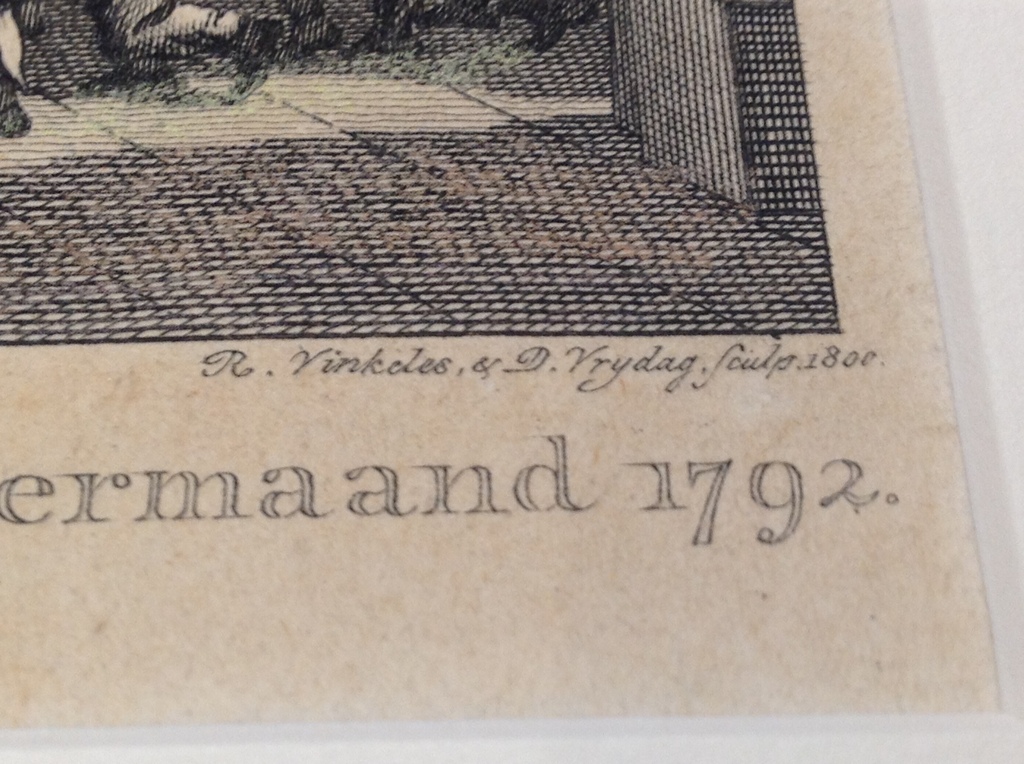 R. Vinkeles, & D. Vrydag, sculp. 1800.
ermaand 1792.